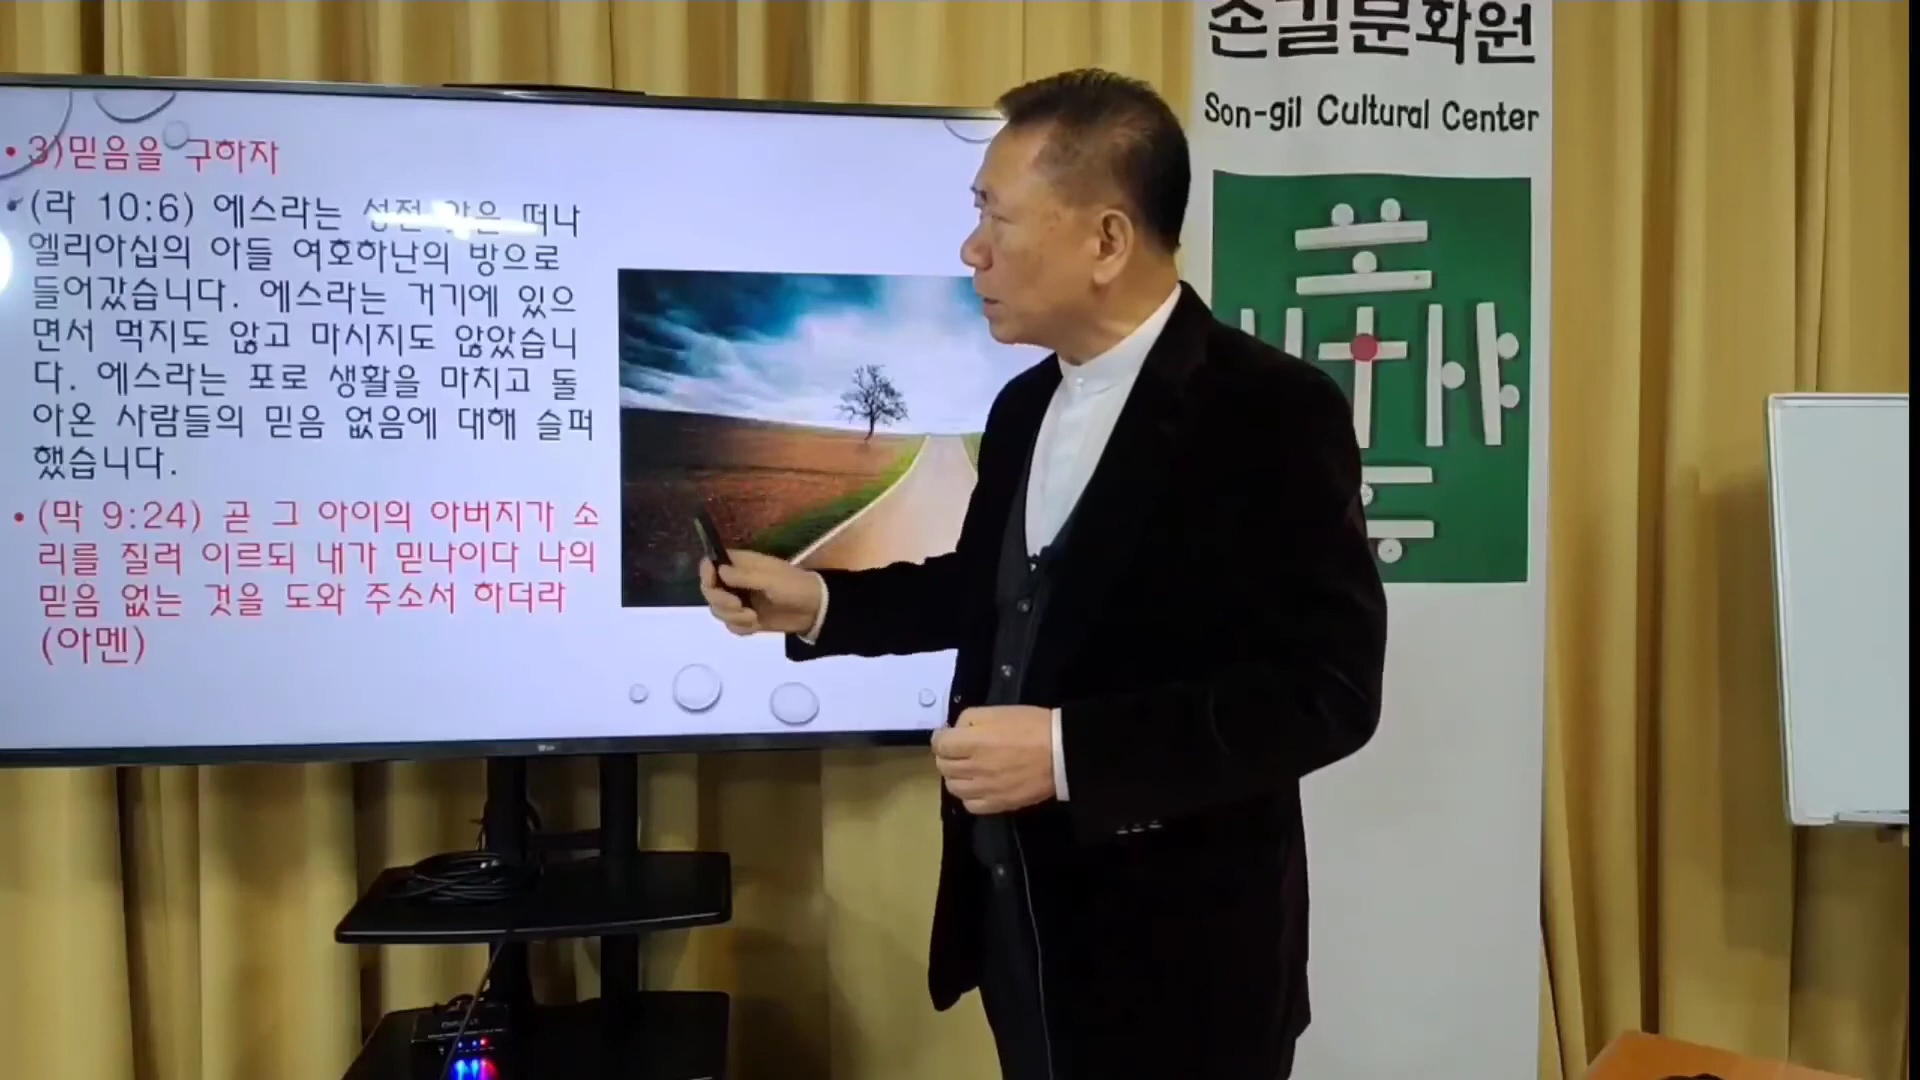 • 3)믿음을 구하자
• (라 10:6) 에스라는 성전 앞은 떠나
엘리아십의 아들 여호하난의 방으로
들어갔습니다. 에스라는 거기에 있으
면서 먹지도 않고 마시지도 않았습니
다. 에스라는 포로 생활을 마치고 돌
아온 사람들의 믿음 없음에 대해 슬퍼
했습니다.
• (막 9:24) 곧 그 아이의 아버지가 소
리를 질러 이르되 내가 믿나이다 나의
믿음 없는 것을 도와 주소서 하더라
(아멘)
손길문화원
Son-gil Cultural Center